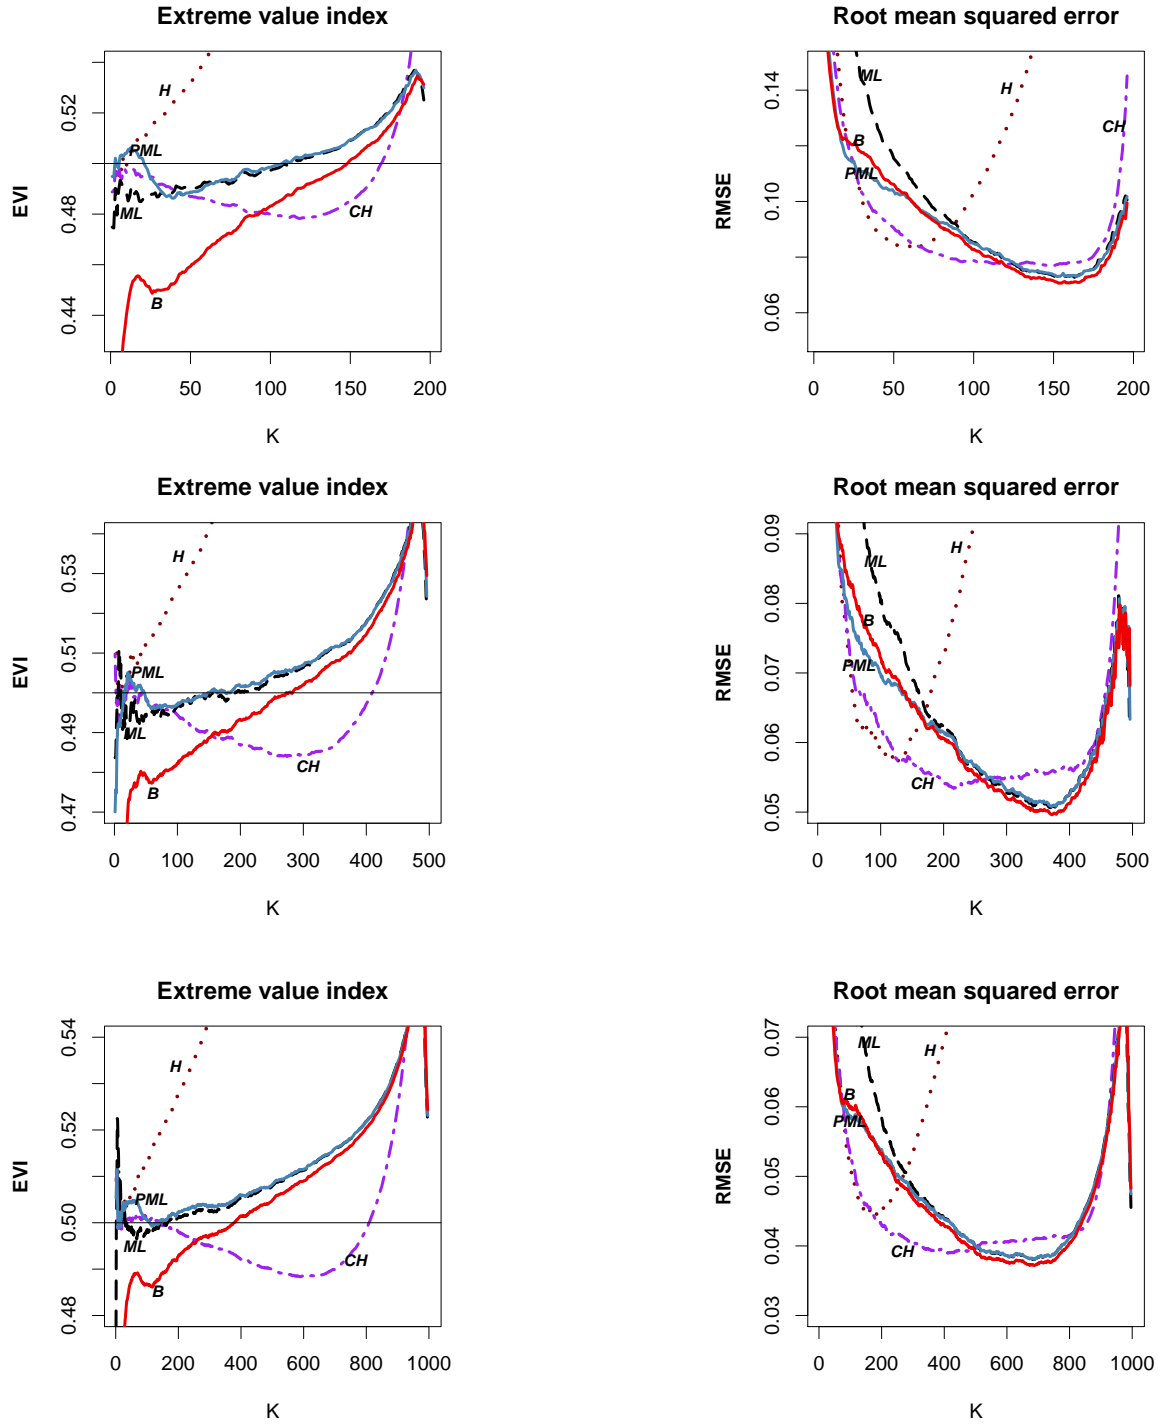 Extreme value index
EVI
0.44
0.48
0.52
H
PML
ML
CH
B
0 50 100 150 200
K
Root mean squared error
RMSE
0.06
0.10
0.14
ML
H
CH
B
PML
0 50 100 150 200
K
Extreme value index
EVI
0.47
0.49
0.51
0.53
H
PML
ML
CH
B
0 100 200 300 400 500
K
Root mean squared error
RMSE
0.05
0.06
0.07
0.08
0.09
H
ML
B
PML
CH
0 100 200 300 400 500
K
Extreme value index
EVI
0.48
0.50
0.52
0.54
H
PML
ML
CH
B
0 200 400 600 800 1000
K
Root mean squared error
RMSE
0.03
0.04
0.05
0.06
0.07
ML
H
B
PML
CH
0 200 400 600 800 1000
K